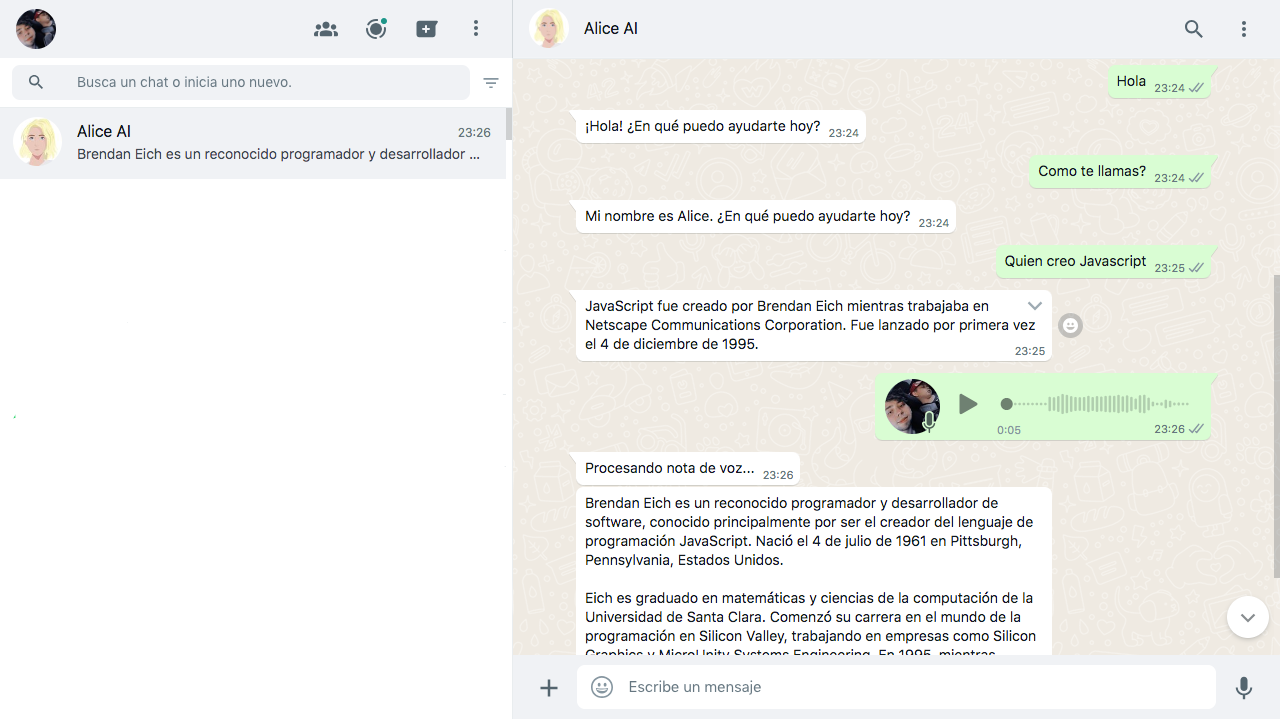 Alice AI
Busca un chat o inicia uno nuevo.
Alice AI 23:26
Brendan Eich es un reconocido programador y desarrollador ...
Hola 23:24
¡Hola! ¿En qué puedo ayudarte hoy? 23:24
Como te llamas? 23:24
Mi nombre es Alice. ¿En qué puedo ayudarte hoy? 23:24
Quien creo Javascript 23:25
JavaScript fue creado por Brendan Eich mientras trabajaba en
Netscape Communications Corporation. Fue lanzado por primera vez
el 4 de diciembre de 1995.
23:25
0:05 23:26
Procesando nota de voz... 23:26
Brendan Eich es un reconocido programador y desarrollador de
software, conocido principalmente por ser el creador del lenguaje de
programación JavaScript. Nació el 4 de julio de 1961 en Pittsburgh,
Pennsylvania, Estados Unidos.
Eich es graduado en matemáticas y ciencias de la computación de la
Universidad de Santa Clara. Comenzó su carrera en el mundo de la
programación en Silicon Valley, trabajando en empresas como Silicon
Graphics y MicroUnity Systems Engineering. En 1995, mientras
Escribe un mensaje